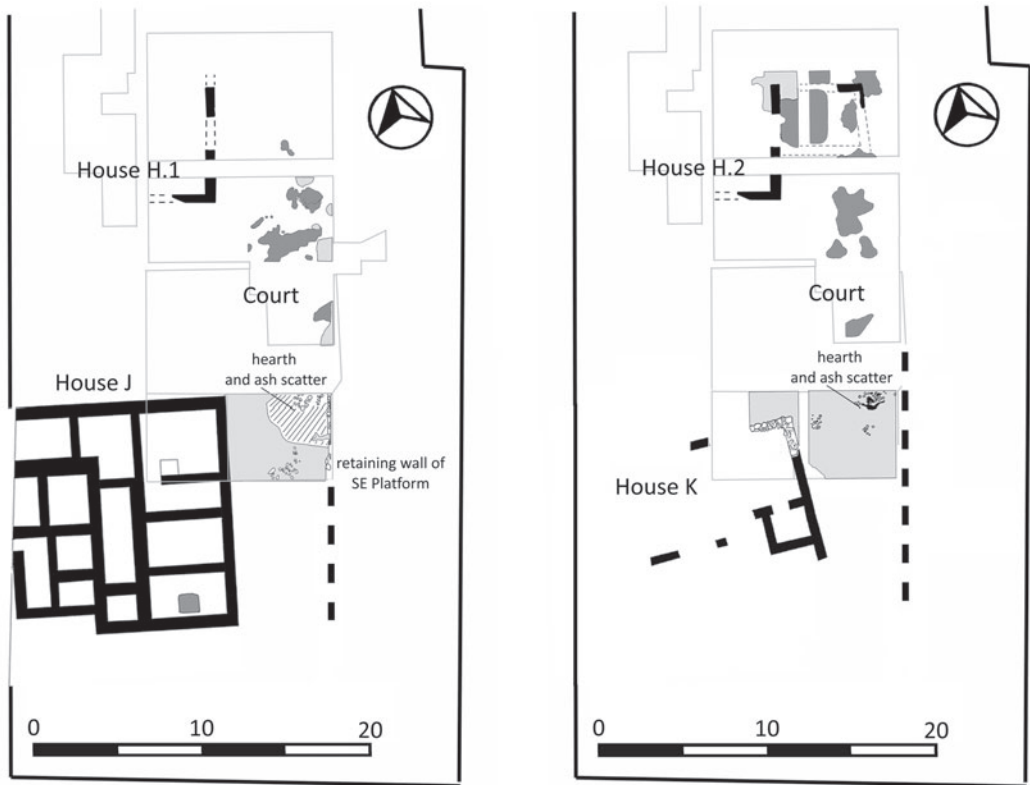 House H.1
Court
hearth
and ash scatter
House J
retaining wall of
SE Platform
0 10 20
House H.2
Court
hearth
and ash scatter
House K
0 10 20